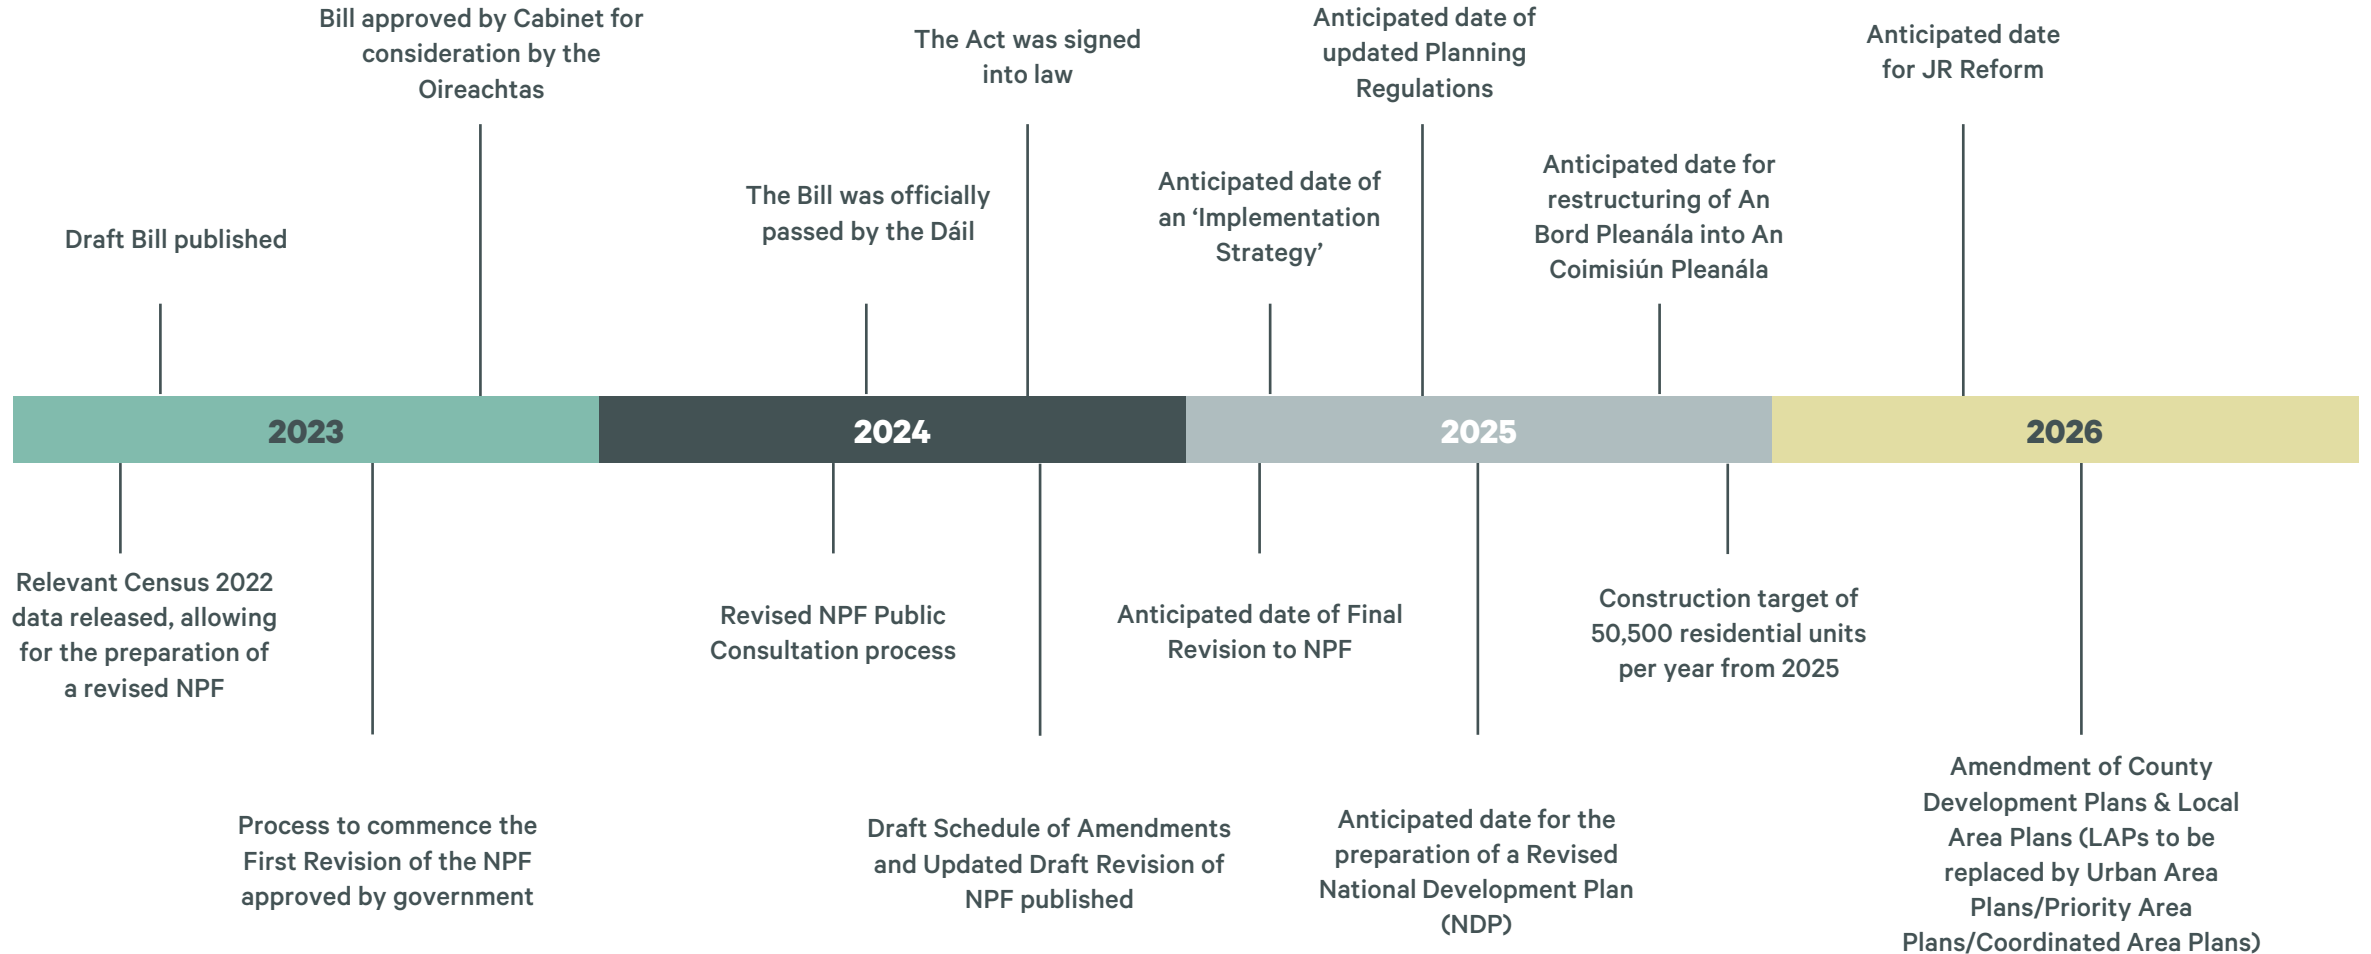 Bill approved by Cabinet for
consideration by the
Oireachtas
The Act was signed
into law
Anticipated date of
updated Planning
Regulations
Anticipated date
for JR Reform
Draft Bill published
The Bill was officially
passed by the Dáil
Anticipated date of
an ‘Implementation
Strategy’
Anticipated date for
restructuring of An
Bord Pleanála into An
Coimisiún Pleanála
2023
2024
2025
2026
Relevant Census 2022
data released, allowing
for the preparation of
a revised NPF
Revised NPF Public
Consultation process
Anticipated date of Final
Revision to NPF
Construction target of
50,500 residential units
per year from 2025
Process to commence the
First Revision of the NPF
approved by government
Draft Schedule of Amendments
and Updated Draft Revision of
NPF published
Anticipated date for the
preparation of a Revised
National Development Plan
(NDP)
Amendment of County
Development Plans & Local
Area Plans (LAPs to be
replaced by Urban Area
Plans/Priority Area
Plans/Coordinated Area Plans)